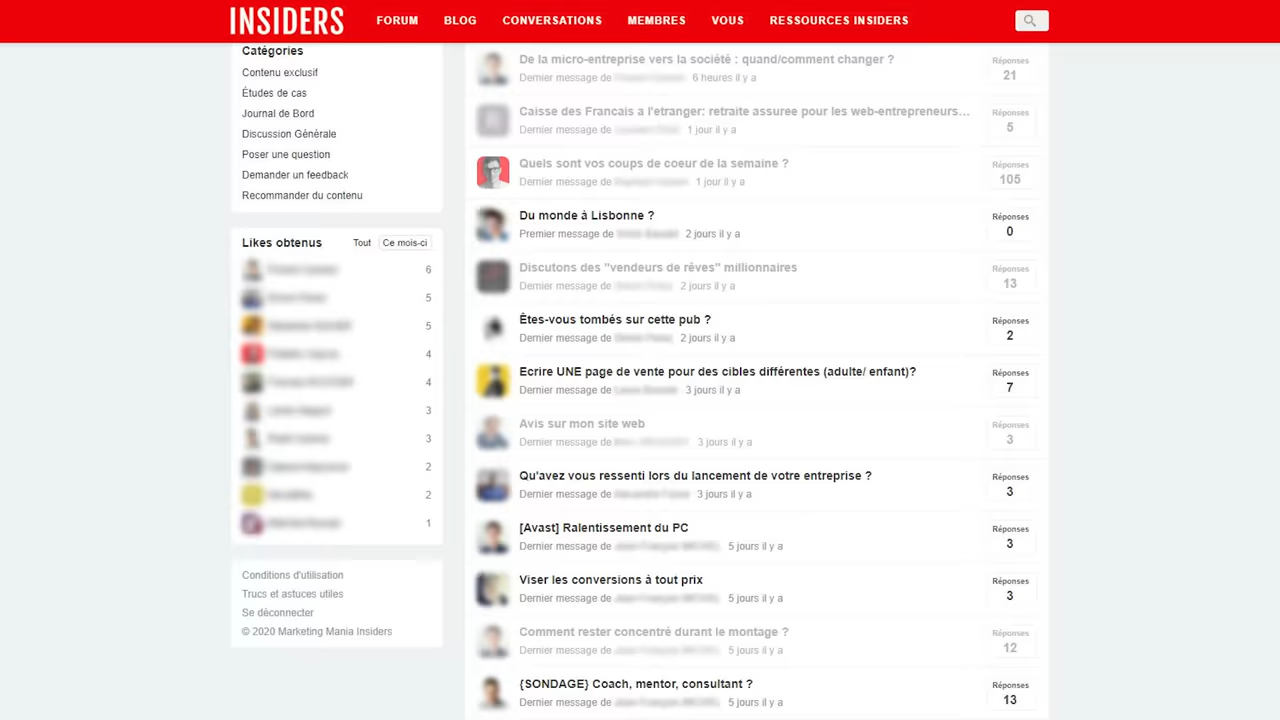 INSIDERS FORUM BLOG CONVERSATIONS MEMBRES VOUS RESSOURCES INSIDERS
Catégories
Contenu exclusif
Études de cas
Journal de Bord
Discussion Générale
Poser une question
Demander un feedback
Recommander du contenu
Likes obtenus Tout Ce mois-ci
6
5
5
4
4
3
3
2
2
1
Conditions d'utilisation
Trucs et astuces utiles
Se déconnecter
© 2020 Marketing Mania Insiders
De la micro-entreprise vers la société : quand/comment changer ? Réponses
Dernier message de 6 heures il y a 21
Caisse des Francais a l'etranger: retraite assuree pour les web-entrepreneurs... Réponses
Dernier message de 1 jour il y a 5
Quels sont vos coups de coeur de la semaine ? Réponses
Dernier message de 1 jour il y a 105
Du monde à Lisbonne ? Réponses
Premier message de 2 jours il y a 0
Discutons des "vendeurs de rêves" millionnaires Réponses
Dernier message de 2 jours il y a 13
Êtes-vous tombés sur cette pub ? Réponses
Dernier message de 2 jours il y a 2
Ecrire UNE page de vente pour des cibles différentes (adulte/ enfant)? Réponses
Dernier message de 3 jours il y a 7
Avis sur mon site web Réponses
Dernier message de 3 jours il y a 3
Qu'avez vous ressenti lors du lancement de votre entreprise ? Réponses
Dernier message de 3 jours il y a 3
[Avast] Ralentissement du PC Réponses
Dernier message de 5 jours il y a 3
Viser les conversions à tout prix Réponses
Dernier message de 5 jours il y a 3
Comment rester concentré durant le montage ? Réponses
Dernier message de 5 jours il y a 12
{SONDAGE} Coach, mentor, consultant ? Réponses
Dernier message de 5 jours il y a 13